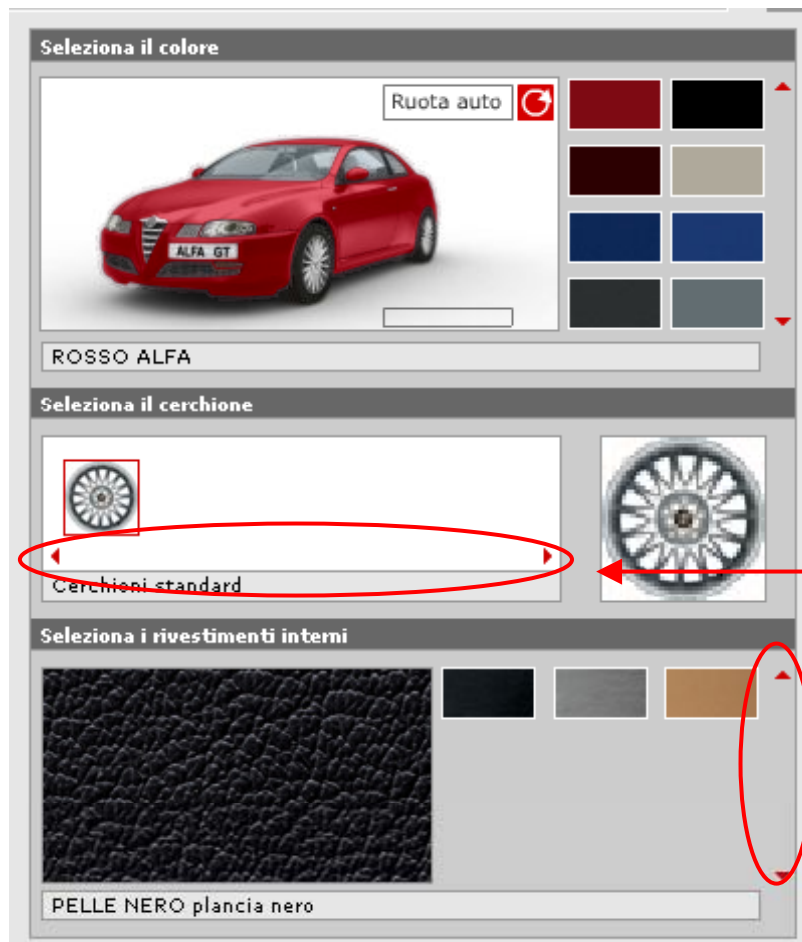 Seleziona il colore
Ruota auto
ALFA GT
ROSSO ALFA
Seleziona il cerchione
Cerchioni standard
Seleziona i rivestimenti interni
PELLE NERO plancia nero